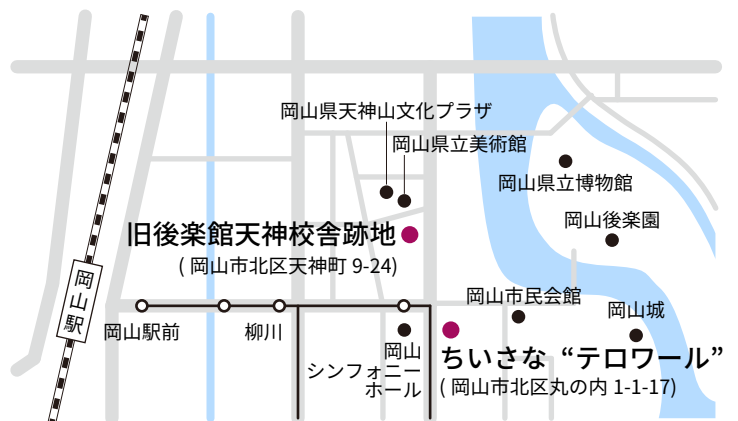 岡山県天神山文化プラザ
岡山県立美術館
岡山県立博物館
岡山後楽園
旧後楽館天神校舎跡地
( 岡山市北区天神町 9-24)
岡山駅
岡山市民会館
岡山城
岡山駅前
柳川
岡山
シンフォニー
ホール
ちいさな “テロワール”
( 岡山市北区丸の内 1-1-17)